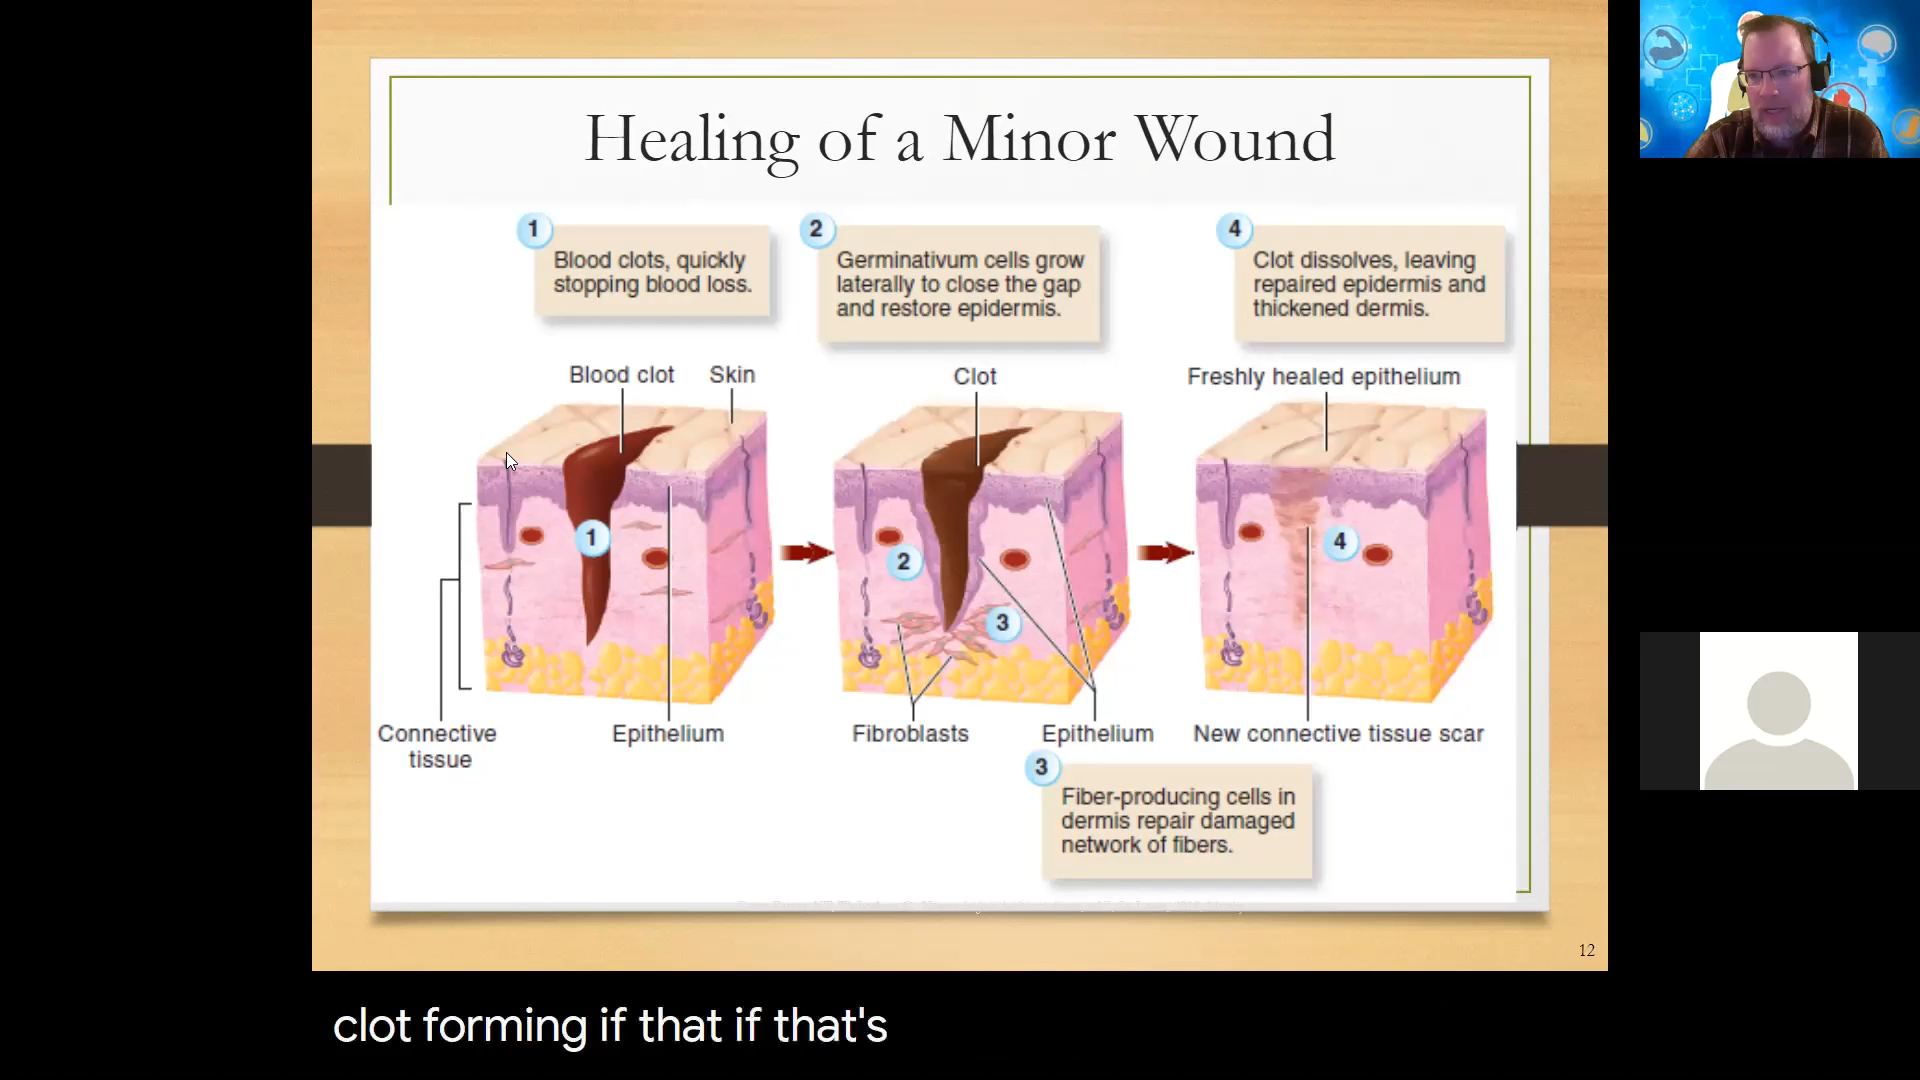 Healing of a Minor Wound
1
Blood clots, quickly
stopping blood loss.
2
Germinativum cells grow
laterally to close the gap
and restore epidermis.
4
Clot dissolves, leaving
repaired epidermis and
thickened dermis.
Blood clot
Skin
Clot
Freshly healed epithelium
1
2
3
4
Connective
tissue
Epithelium
Fibroblasts
Epithelium
New connective tissue scar
3
Fiber-producing cells in
dermis repair damaged
network of fibers.
12
clot forming if that if that's